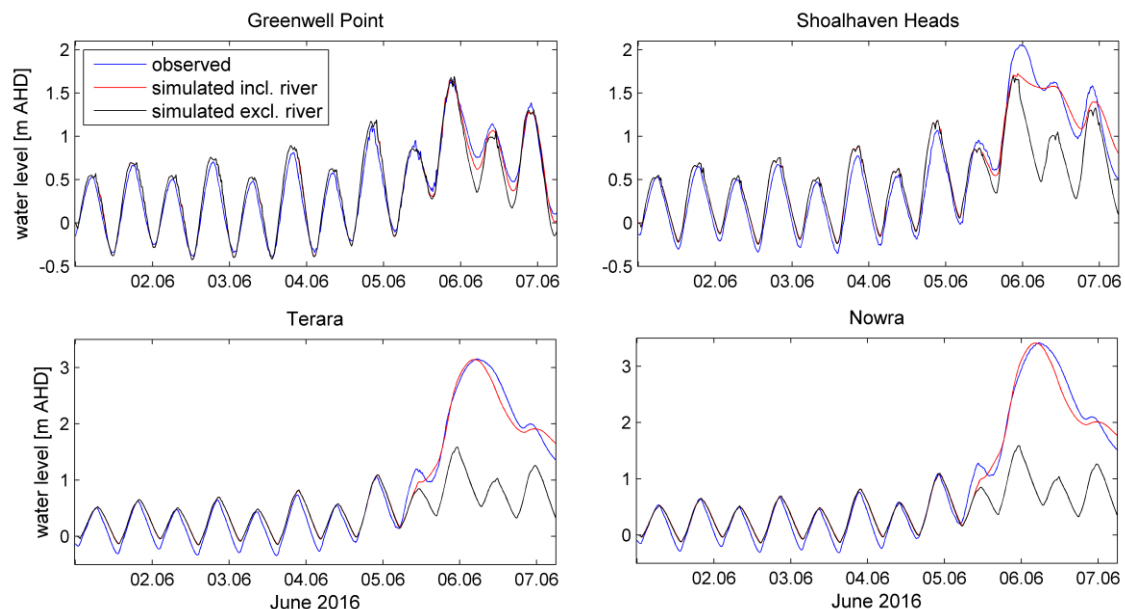 Greenwell Point
Shoalhaven Heads
observed
simulated incl. river
simulated excl. river
water level [m AHD]
2
1.5
1
0.5
0
-0.5
02.06 03.06 04.06 05.06 06.06 07.06
2
1.5
1
0.5
0
-0.5
02.06 03.06 04.06 05.06 06.06 07.06
Terara
Nowra
water level [m AHD]
3
2
1
0
02.06 03.06 04.06 05.06 06.06 07.06
June 2016
3
2
1
0
02.06 03.06 04.06 05.06 06.06 07.06
June 2016